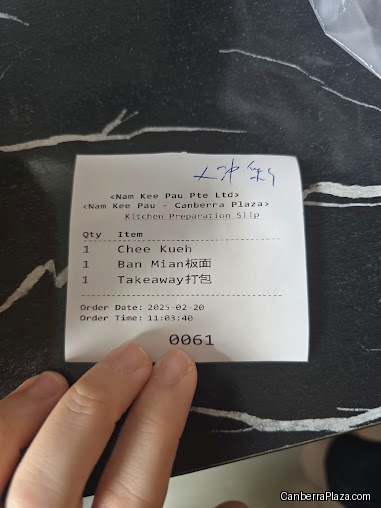 <Nam Kee Pau Pte Ltd>
<Nam Kee Pau - Canberra Plaza>
Kitchen Preparation Slip
Qty Item
1 Chee Kueh
1 Ban Mian板面
1 Takeaway打包
Order Date: 2025-02-20
Order Time: 11:03:40
0061
CanberraPlaza.com